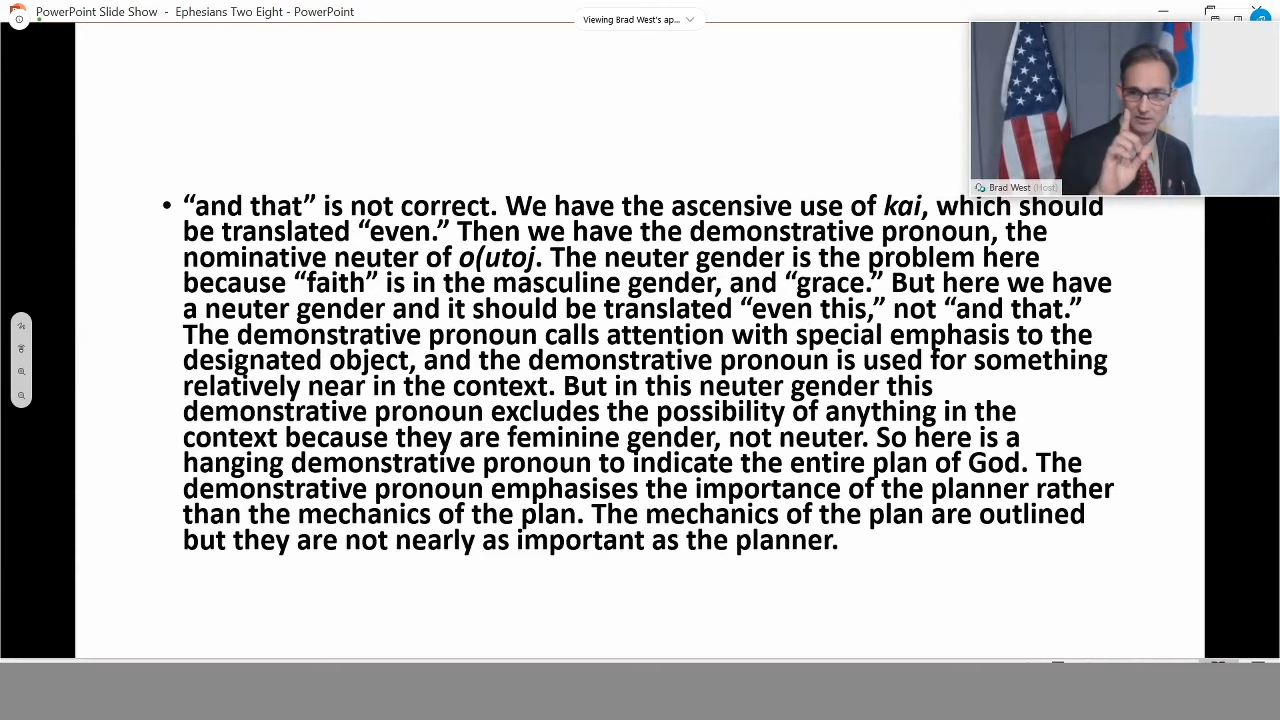 PowerPoint Slide Show - Ephesians Two Eight - PowerPoint
Viewing Brad West's ap...
Brad West (Host)
• “and that” is not correct. We have the ascensive use of kai, which should
be translated “even.” Then we have the demonstrative pronoun, the
nominative neuter of o(utoj. The neuter gender is the problem here
because “faith” is in the masculine gender, and “grace.” But here we have
a neuter gender and it should be translated “even this,” not “and that.”
The demonstrative pronoun calls attention with special emphasis to the
designated object, and the demonstrative pronoun is used for something
relatively near in the context. But in this neuter gender this
demonstrative pronoun excludes the possibility of anything in the
context because they are feminine gender, not neuter. So here is a
hanging demonstrative pronoun to indicate the entire plan of God. The
demonstrative pronoun emphasises the importance of the planner rather
than the mechanics of the plan. The mechanics of the plan are outlined
but they are not nearly as important as the planner.